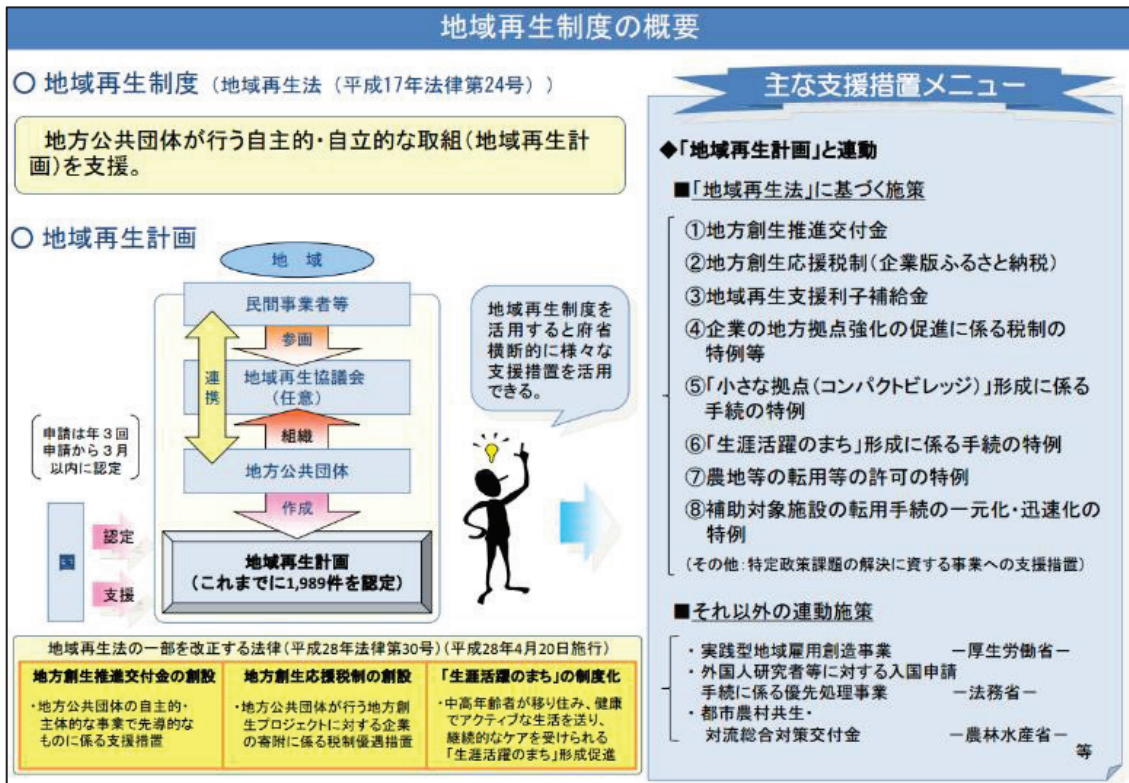 地域再生制度の概要
○ 地域再生制度（地域再生法（平成17年法律第24号））
地方公共団体が行う自主的・自立的な取組(地域再生計
画)を支援。
○ 地域再生計画
地 域
民間事業者等
参画
連携
地域再生協議会
(任意)
組織
地方公共団体
作成
申請は年３回
申請から３月
以内に認定
国
認定
支援
地域再生計画
(これまでに1,989件を認定)
地域再生制度を
活用すると府省
横断的に様々な
支援措置を活用
できる。
地域再生法の一部を改正する法律(平成28年法律第30号)(平成28年4月20日施行)
地方創生推進交付金の創設
・地方公共団体の自主的・
主体的な事業で先導的な
ものに係る支援措置
地方創生応援税制の創設
・地方公共団体が行う地方創
生プロジェクトに対する企業
の寄附に係る税制優遇措置
「生涯活躍のまち」の制度化
・中高年齢者が移り住み、健康
でアクティブな生活を送り、
継続的なケアを受けられる
「生涯活躍のまち」形成促進
主な支援措置メニュー
◆「地域再生計画」と連動
■「地域再生法」に基づく施策
①地方創生推進交付金
②地方創生応援税制(企業版ふるさと納税)
③地域再生支援利子補給金
④企業の地方拠点強化の促進に係る税制の
特例等
⑤「小さな拠点(コンパクトビレッジ)」形成に係る
手続の特例
⑥「生涯活躍のまち」形成に係る手続の特例
⑦農地等の転用等の許可の特例
⑧補助対象施設の転用手続の一元化・迅速化の
特例
(その他:特定政策課題の解決に資する事業への支援措置)
■それ以外の連動施策
・実践型地域雇用創造事業 －厚生労働省－
・外国人研究者等に対する入国申請
手続に係る優先処理事業 －法務省－
・都市農村共生・
対流総合対策交付金 －農林水産省－
等